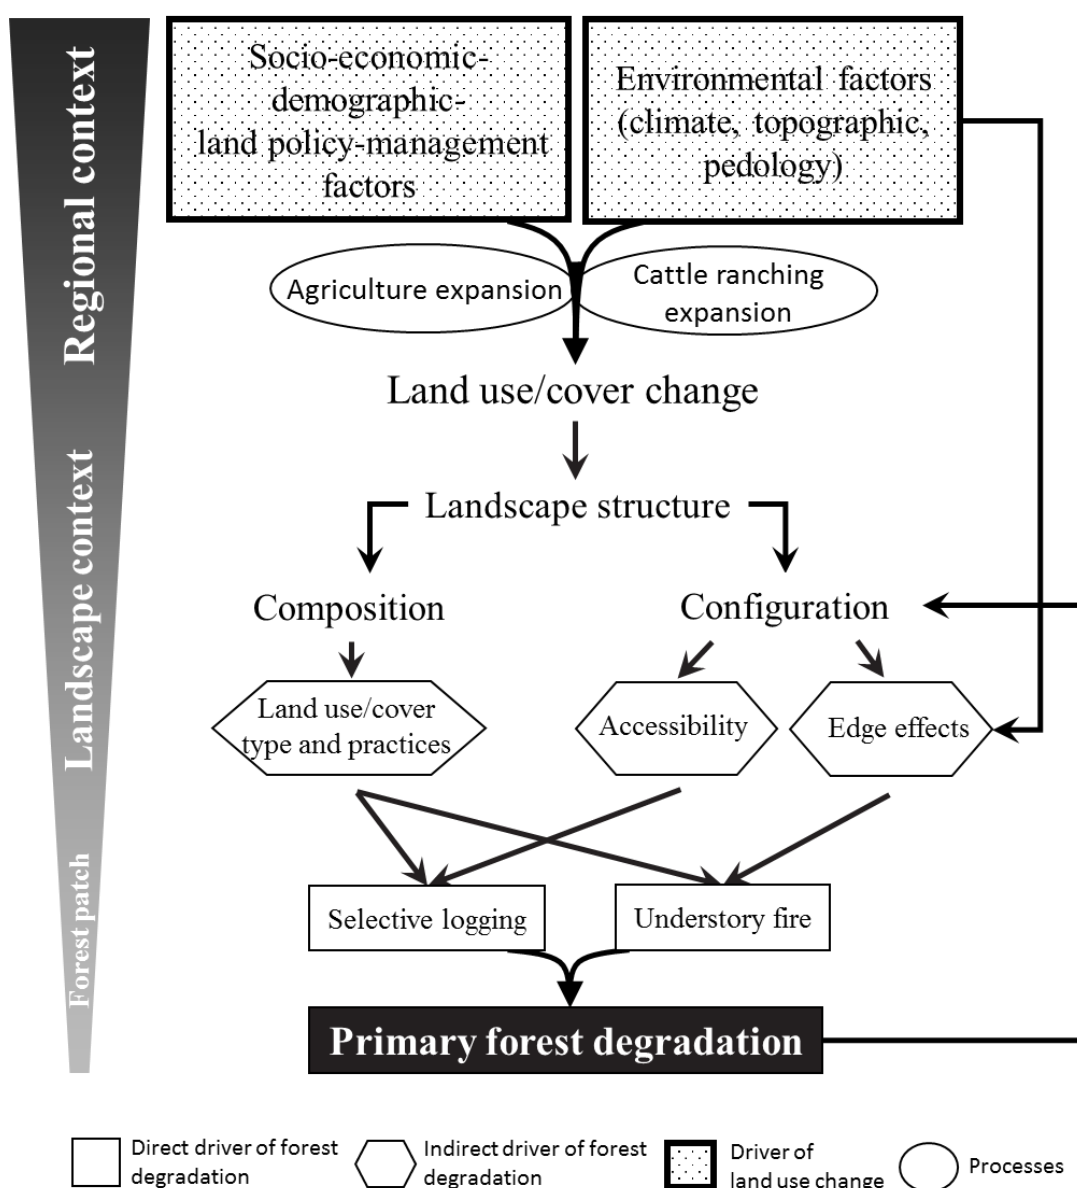 Regional context
Landscape context
Forest patch
Socio-economic-
demographic-
land policy-management
factors
Environmental factors
(climate, topographic,
pedology)
Agriculture expansion
Cattle ranching
expansion
Land use/cover change
Landscape structure
Composition
Configuration
Land use/cover
type and practices
Accessibility
Edge effects
Selective logging
Understory fire
Primary forest degradation
Direct driver of forest
degradation
Indirect driver of forest
degradation
Driver of
land use change
Processes